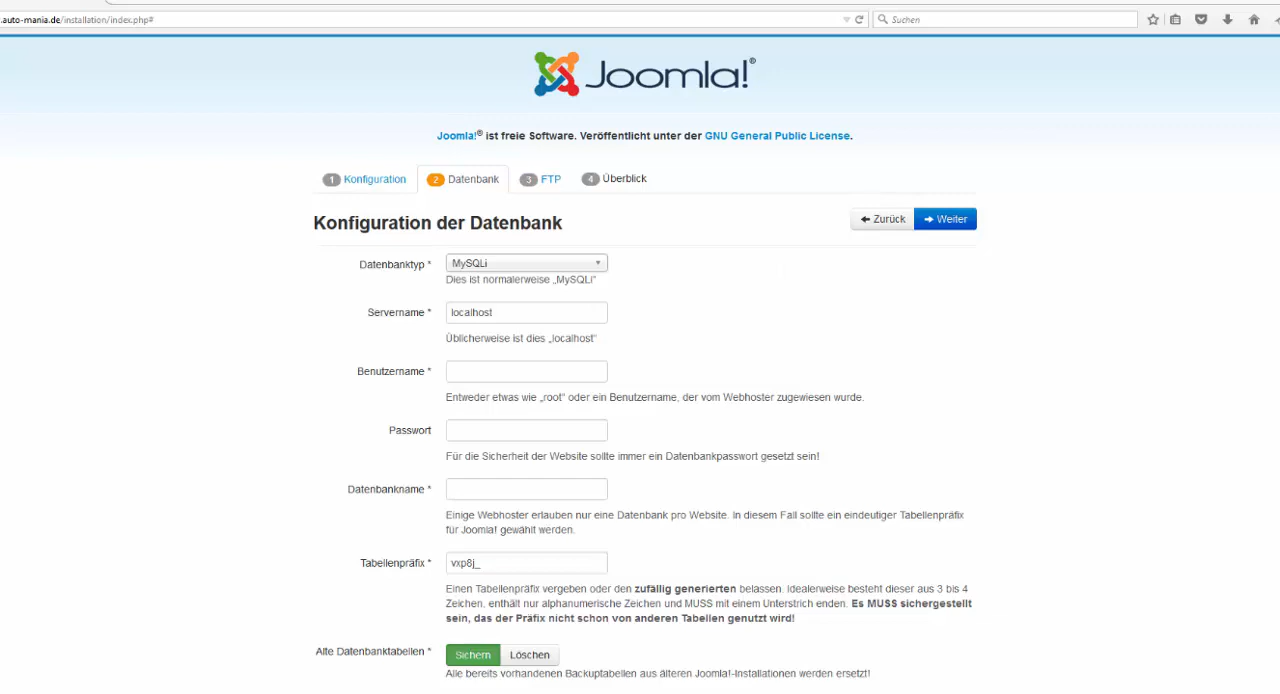 .auto-mania.de/installation/index.php#
Suchen
Joomla!®
Joomla!® ist freie Software. Veröffentlicht unter der GNU General Public License.
1 Konfiguration 2 Datenbank 3 FTP 4 Überblick
Konfiguration der Datenbank
Zurück Weiter
Datenbanktyp * MySQLi
Dies ist normalerweise „MySQLi“
Servername * localhost
Üblicherweise ist dies „localhost“
Benutzername *
Entweder etwas wie „root“ oder ein Benutzername, der vom Webhoster zugewiesen wurde.
Passwort
Für die Sicherheit der Website sollte immer ein Datenbankpasswort gesetzt sein!
Datenbankname *
Einige Webhoster erlauben nur eine Datenbank pro Website. In diesem Fall sollte ein eindeutiger Tabellenpräfix
für Joomla! gewählt werden.
Tabellenpräfix * vxp8j_
Einen Tabellenpräfix vergeben oder den zufällig generierten belassen. Idealerweise besteht dieser aus 3 bis 4
Zeichen, enthält nur alphanumerische Zeichen und MUSS mit einem Unterstrich enden. Es MUSS sichergestellt
sein, das der Präfix nicht schon von anderen Tabellen genutzt wird!
Alte Datenbanktabellen * Sichern Löschen
Alle bereits vorhandenen Backuptabellen aus älteren Joomla!-Installationen werden ersetzt!